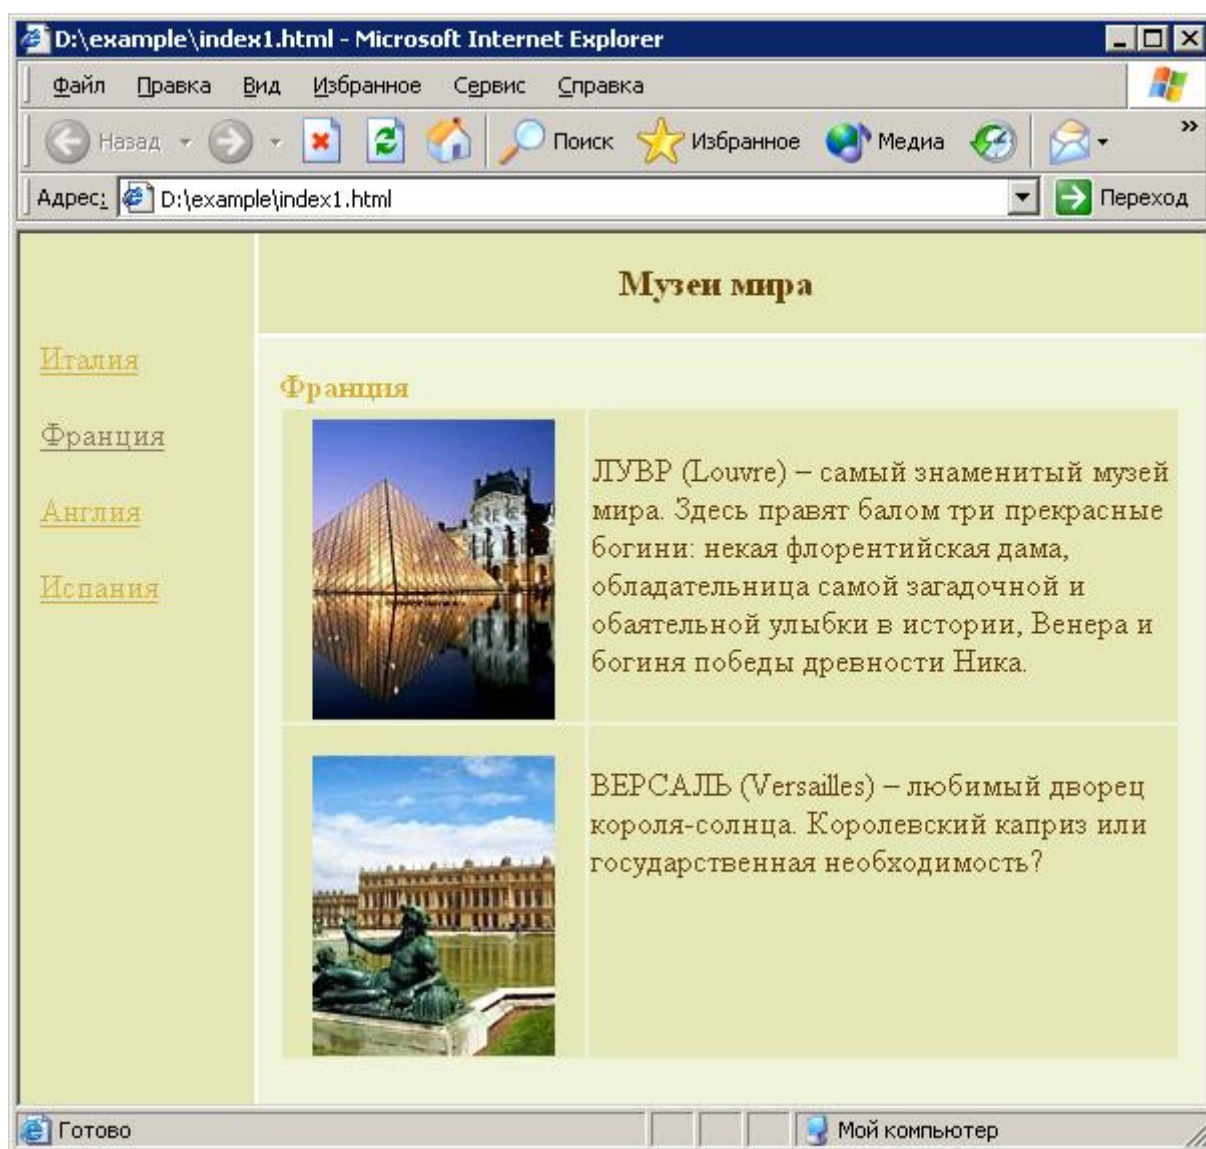 D:\example\index1.html - Microsoft Internet Explorer
Файл Правка Вид Избранное Сервис Справка
Назад Поиск Избранное Медиа »
Адрес: D:\example\index1.html Переход
Музеи мира
Италия
Франция
Англия
Испания
Франция
ЛУВР (Louvre) – самый знаменитый музей
мира. Здесь правят балом три прекрасные
богини: некая флорентийская дама,
обладательница самой загадочной и
обаятельной улыбки в истории, Венера и
богиня победы древности Ника.
ВЕРСАЛЬ (Versailles) – любимый дворец
короля-солнца. Королевский каприз или
государственная необходимость?
Готово Мой компьютер